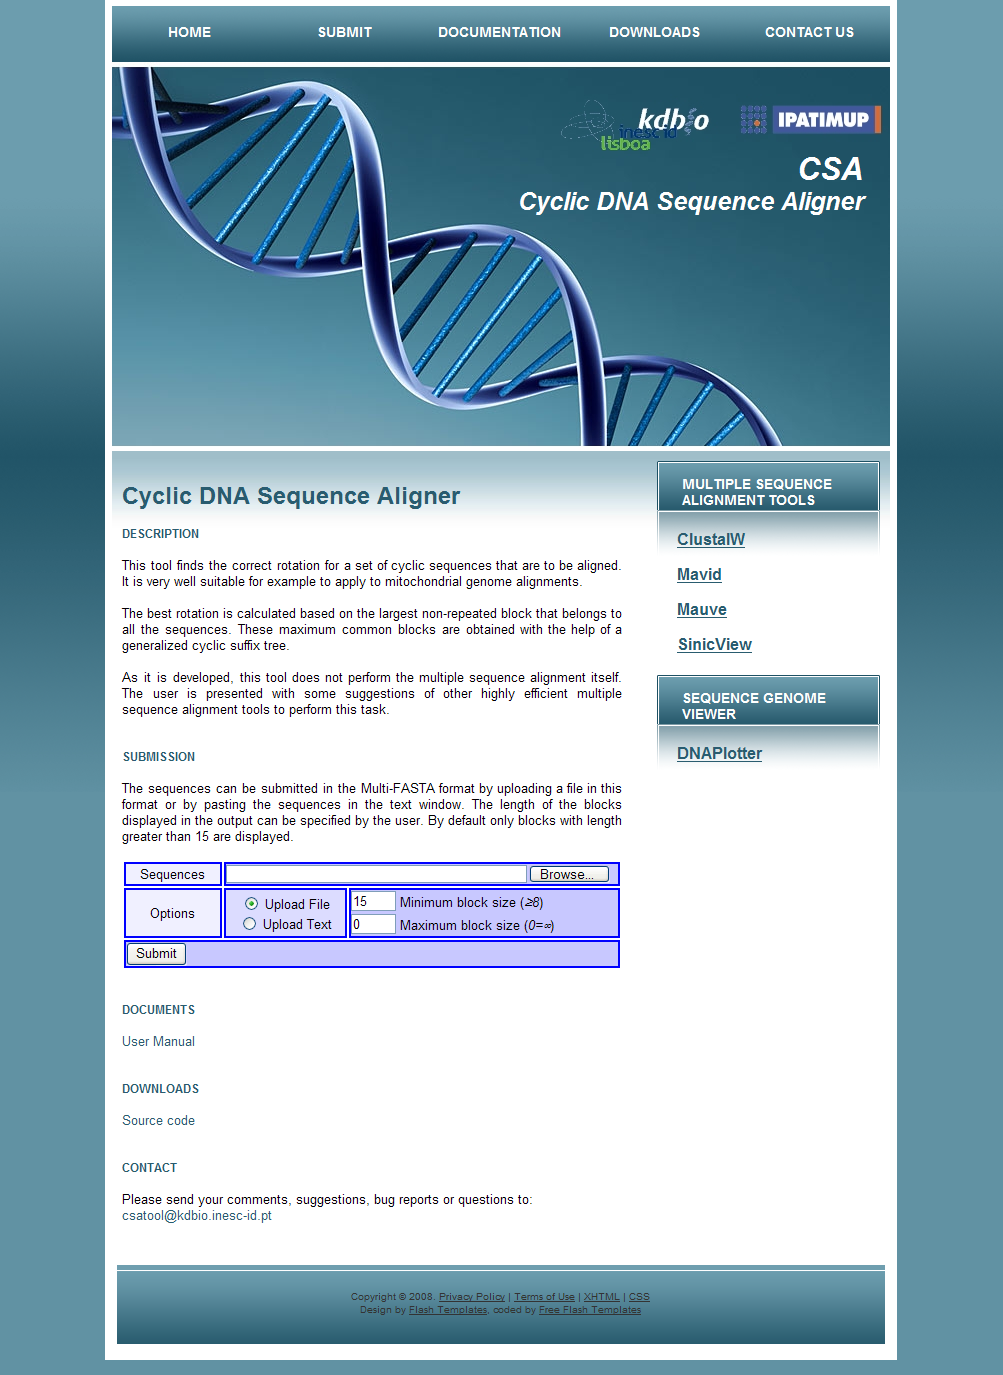 HOME SUBMIT DOCUMENTATION DOWNLOADS CONTACT US
kdbio
inesc id
lisboa
IPATIMUP
CSA
Cyclic DNA Sequence Aligner
Cyclic DNA Sequence Aligner
DESCRIPTION
This tool finds the correct rotation for a set of cyclic sequences that are to be aligned.
It is very well suitable for example to apply to mitochondrial genome alignments.
The best rotation is calculated based on the largest non-repeated block that belongs to
all the sequences. These maximum common blocks are obtained with the help of a
generalized cyclic suffix tree.
As it is developed, this tool does not perform the multiple sequence alignment itself.
The user is presented with some suggestions of other highly efficient multiple
sequence alignment tools to perform this task.
SUBMISSION
The sequences can be submitted in the Multi-FASTA format by uploading a file in this
format or by pasting the sequences in the text window. The length of the blocks
displayed in the output can be specified by the user. By default only blocks with length
greater than 15 are displayed.
Sequences Browse...
Options
Upload File
Upload Text
15 Minimum block size (≥8)
0 Maximum block size (0=∞)
Submit
DOCUMENTS
User Manual
DOWNLOADS
Source code
CONTACT
Please send your comments, suggestions, bug reports or questions to:
csatool@kdbio.inesc-id.pt
MULTIPLE SEQUENCE
ALIGNMENT TOOLS
ClustalW
Mavid
Mauve
SinicView
SEQUENCE GENOME
VIEWER
DNAPlotter
Copyright © 2008. Privacy Policy | Terms of Use | XHTML | CSS
Design by Flash Templates, coded by Free Flash Templates